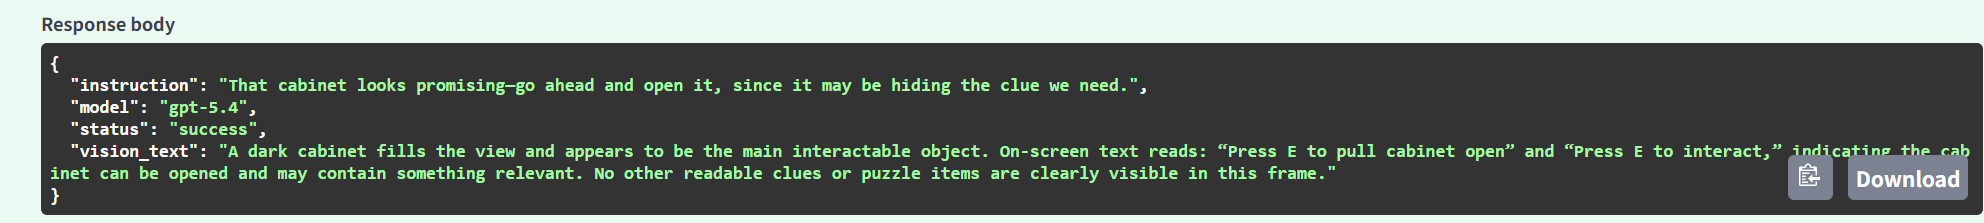 Response body
{
"instruction": "That cabinet looks promising—go ahead and open it, since it may be hiding the clue we need.",
"model": "gpt-5.4",
"status": "success",
"vision_text": "A dark cabinet fills the view and appears to be the main interactable object. On-screen text reads: “Press E to pull cabinet open” and “Press E to interact,” indicating the cab
inet can be opened and may contain something relevant. No other readable clues or puzzle items are clearly visible in this frame."
}
Download